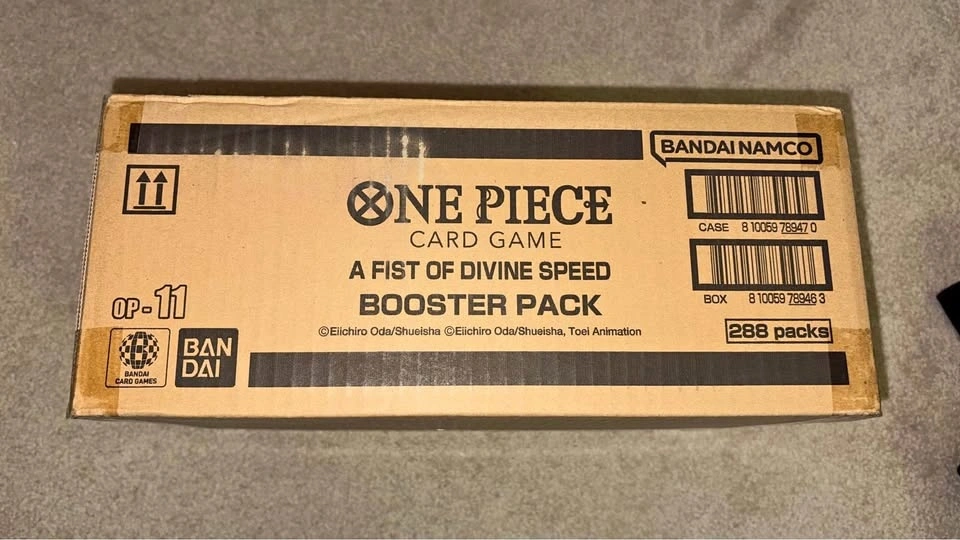 BANDAI NAMCO
ONE PIECE
CARD GAME
A FIST OF DIVINE SPEED
BOOSTER PACK
©Eiichiro Oda/Shueisha ©Eiichiro Oda/Shueisha, Toei Animation
CASE 8 10059 78947 0
BOX 8 10059 78946 3
288 packs
OP-11
BANDAI
CARD GAMES
BAN
DAI